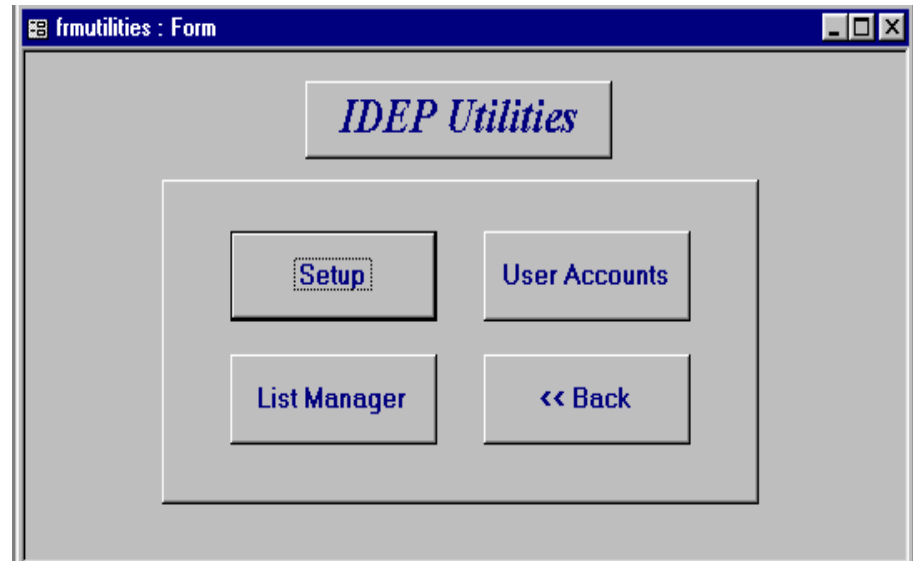 frmutilities : Form
IDEP Utilities
Setup
User Accounts
List Manager
<< Back